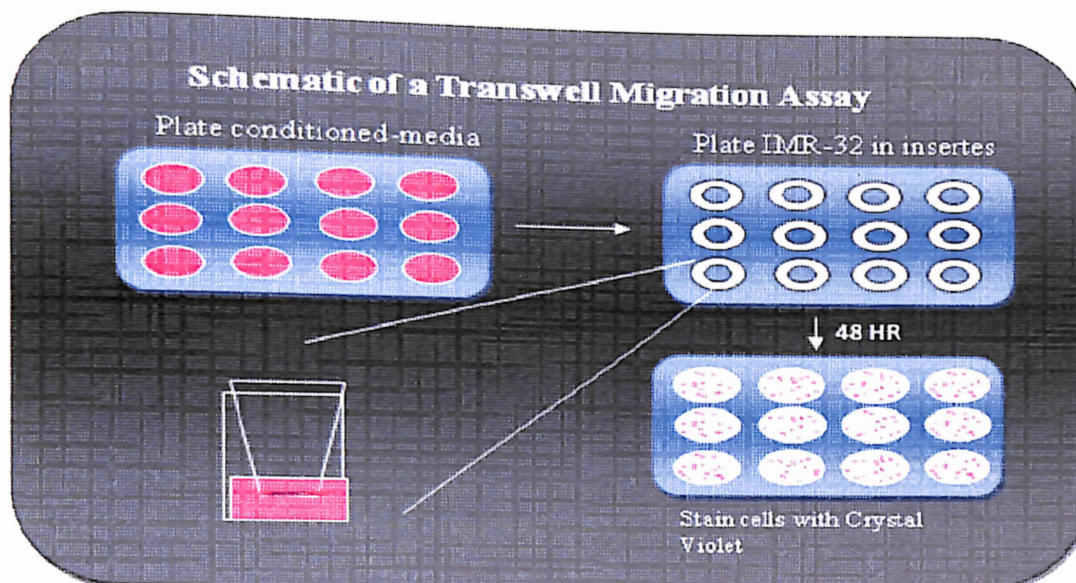 Schematic of a Transwell Migration Assay
Plate conditioned-media
Plate IMR-32 in insertes
48 HR
Stain cells with Crystal
Violet